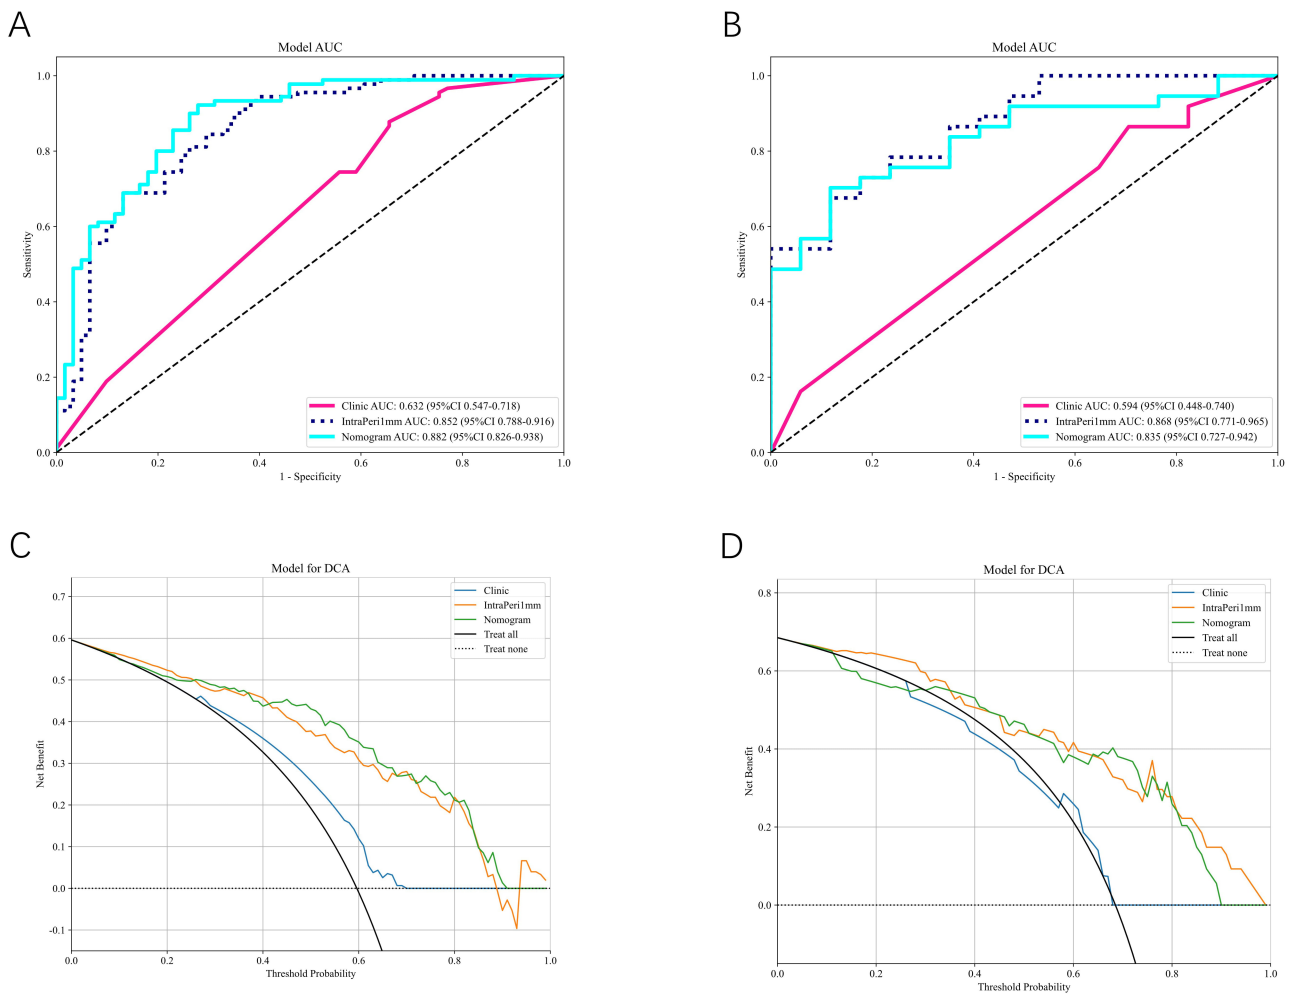 A
Model AUC
1.0
0.8
0.6
0.4
0.2
0.0
Sensitivity
Clinic AUC: 0.632 (95%CI 0.547-0.718)
IntraPeri1mm AUC: 0.852 (95%CI 0.788-0.916)
Nomogram AUC: 0.882 (95%CI 0.826-0.938)
0.0 0.2 0.4 0.6 0.8 1.0
1 - Specificity
B
Model AUC
1.0
0.8
0.6
0.4
0.2
0.0
Sensitivity
Clinic AUC: 0.594 (95%CI 0.448-0.740)
IntraPeri1mm AUC: 0.868 (95%CI 0.771-0.965)
Nomogram AUC: 0.835 (95%CI 0.727-0.942)
0.0 0.2 0.4 0.6 0.8 1.0
1 - Specificity
C
Model for DCA
0.7
0.6
0.5
0.4
0.3
0.2
0.1
0.0
-0.1
Net Benefit
Clinic
IntraPeri1mm
Nomogram
Treat all
Treat none
0.0 0.2 0.4 0.6 0.8 1.0
Threshold Probability
D
Model for DCA
0.8
0.6
0.4
0.2
0.0
Net Benefit
Clinic
IntraPeri1mm
Nomogram
Treat all
Treat none
0.0 0.2 0.4 0.6 0.8 1.0
Threshold Probability